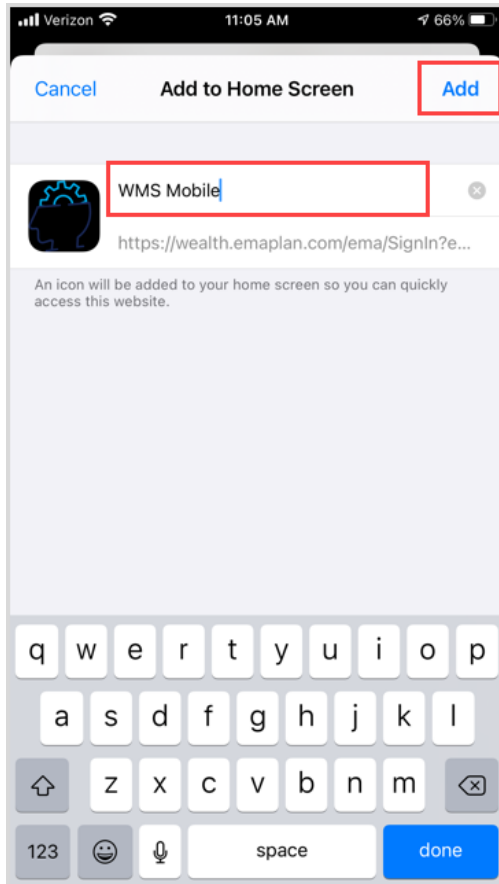 Verizon 11:05 AM 66%
Cancel Add to Home Screen Add
WMS Mobile
https://wealth.emaplan.com/ema/SignIn?e...
An icon will be added to your home screen so you can quickly
access this website.
q w e r t y u i o p
a s d f g h j k l
z x c v b n m
123 space done